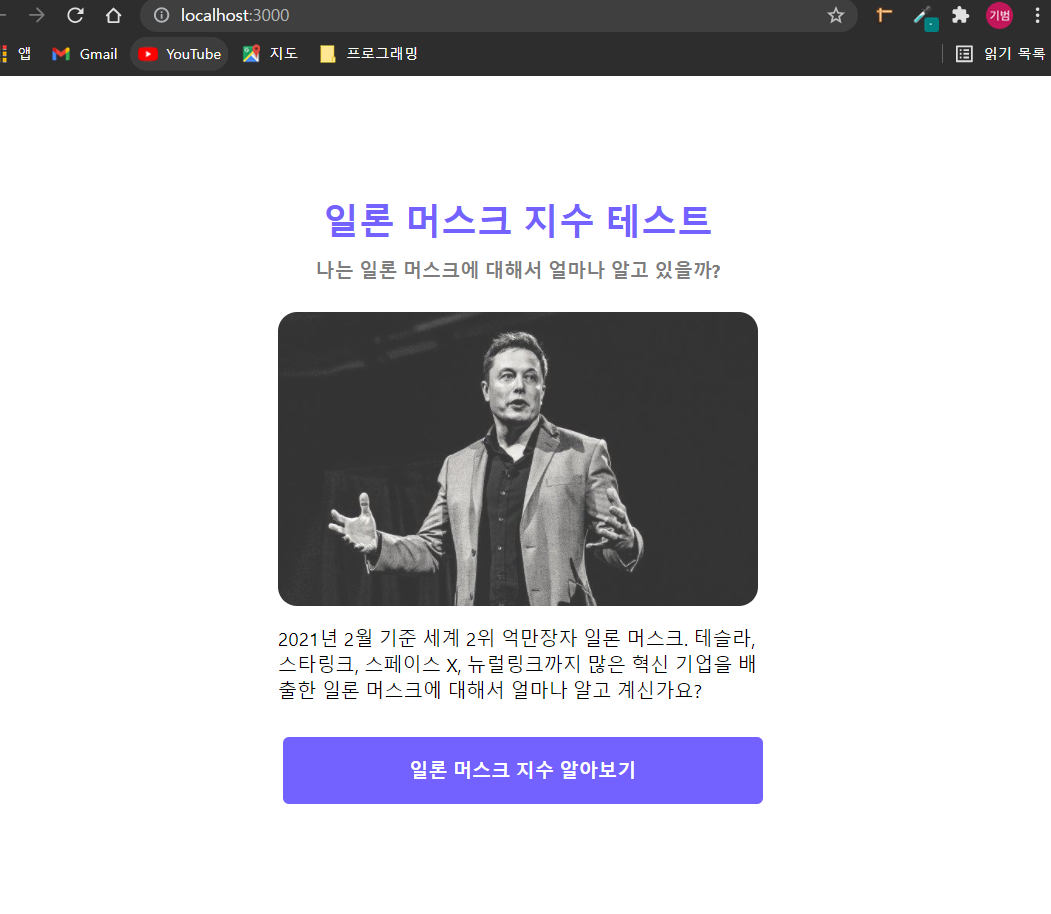 localhost:3000
기범
앱
Gmail
YouTube
지도
프로그래밍
읽기 목록
일론 머스크 지수 테스트
나는 일론 머스크에 대해서 얼마나 알고 있을까?
2021년 2월 기준 세계 2위 억만장자 일론 머스크. 테슬라,
스타링크, 스페이스 X, 뉴럴링크까지 많은 혁신 기업을 배
출한 일론 머스크에 대해서 얼마나 알고 계신가요?
일론 머스크 지수 알아보기